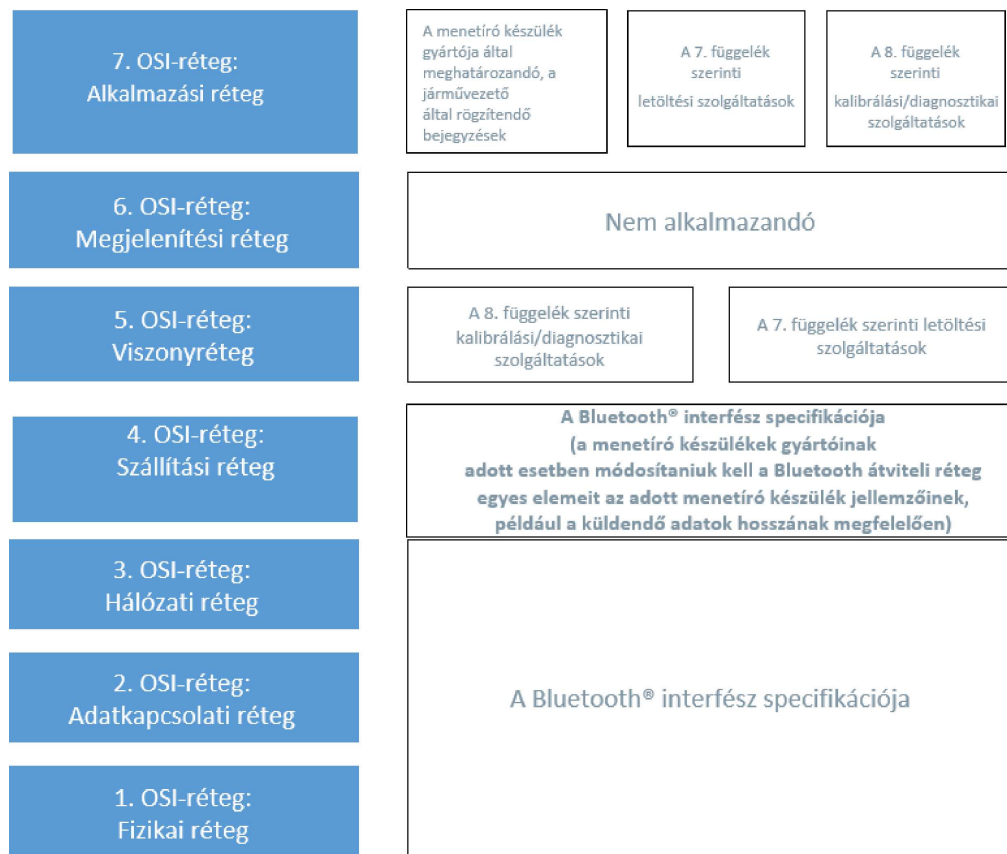 7. OSI-réteg:
Alkalmazási réteg
A menetíró készülék
gyártója által
meghatározandó, a
járművezető
által rögzítendő
bejegyzések
A 7. függelék
szerinti
letöltési szolgáltatások
A 8. függelék
szerinti
kalibrálási/diagnosztikai
szolgáltatások
6. OSI-réteg:
Megjelenítési réteg
Nem alkalmazandó
5. OSI-réteg:
Viszonyréteg
A 8. függelék szerinti
kalibrálási/diagnosztikai
szolgáltatások
A 7. függelék szerinti letöltési
szolgáltatások
4. OSI-réteg:
Szállítási réteg
A Bluetooth® interfész specifikációja
(a menetíró készülékek gyártóinak
adott esetben módosítaniuk kell a Bluetooth átviteli réteg
egyes elemeit az adott menetíró készülék jellemzőinek,
például a küldendő adatok hosszának megfelelően)
3. OSI-réteg:
Hálózati réteg
2. OSI-réteg:
Adatkapcsolati réteg
A Bluetooth® interfész specifikációja
1. OSI-réteg:
Fizikai réteg